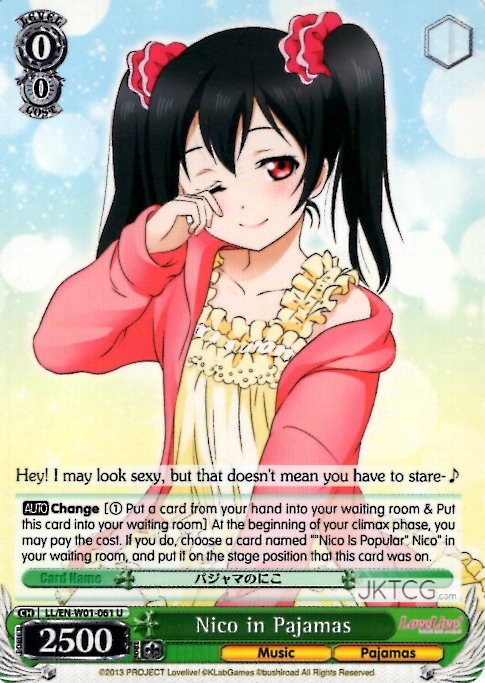 LEVEL
0
0
COST
Hey! I may look sexy, but that doesn't mean you have to stare-♪
AUTO Change [① Put a card from your hand into your waiting room & Put
this card into your waiting room] At the beginning of your climax phase, you
may pay the cost. If you do, choose a card named ""Nico Is Popular" Nico" in
your waiting room, and put it on the stage position that this card was on.
Card Name
パジャマのにこ
JKTCG.com
LL/EN-W01-061 U
POWER
2500
SOUL
Nico in Pajamas
LoveLive!
Music
Pajamas
©2013 PROJECT Lovelive! ©KLabGames ©bushiroad All Rights Reserved.